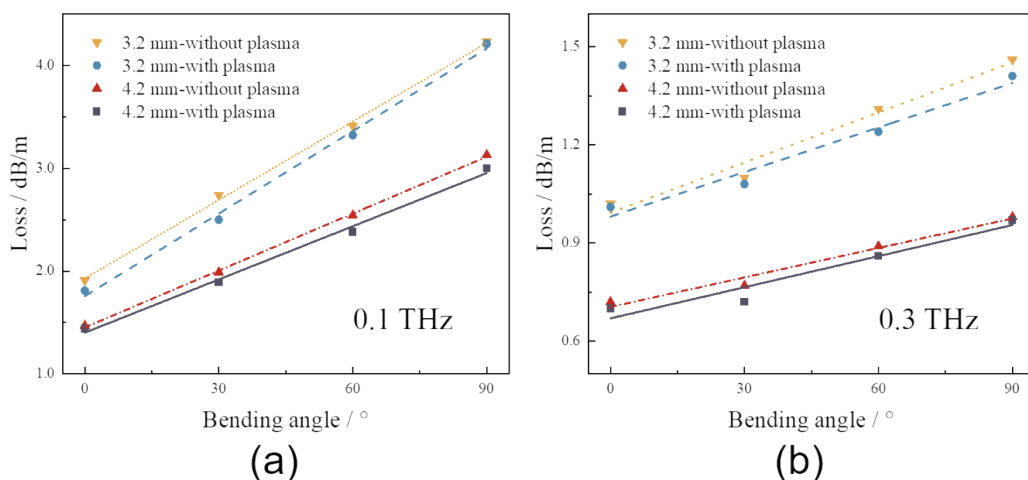 3.2 mm-without plasma
3.2 mm-with plasma
4.2 mm-without plasma
4.2 mm-with plasma
4.0
3.0
2.0
1.0
Loss / dB/m
0.1 THz
0
30
60
90
Bending angle / °
(a)
3.2 mm-without plasma
3.2 mm-with plasma
4.2 mm-without plasma
4.2 mm-with plasma
1.5
1.2
0.9
0.6
Loss / dB/m
0.3 THz
0
30
60
90
Bending angle / °
(b)